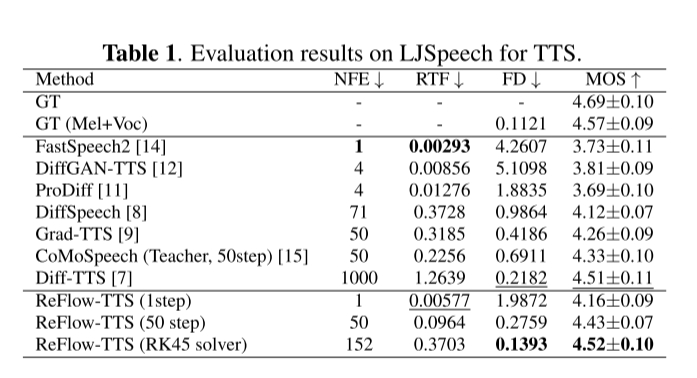 Table 1. Evaluation results on LJSpeech for TTS.
Method NFE ↓ RTF ↓ FD ↓ MOS ↑
GT - - - 4.69±0.10
GT (Mel+Voc) - - 0.1121 4.57±0.09
FastSpeech2 [14] 1 0.00293 4.2607 3.73±0.11
DiffGAN-TTS [12] 4 0.00856 5.1098 3.81±0.09
ProDiff [11] 4 0.01276 1.8835 3.69±0.10
DiffSpeech [8] 71 0.3728 0.9864 4.12±0.07
Grad-TTS [9] 50 0.3185 0.4186 4.26±0.09
CoMoSpeech (Teacher, 50step) [15] 50 0.2256 0.6911 4.33±0.10
Diff-TTS [7] 1000 1.2639 0.2182 4.51±0.11
ReFlow-TTS (1step) 1 0.00577 1.9872 4.16±0.09
ReFlow-TTS (50 step) 50 0.0964 0.2759 4.43±0.07
ReFlow-TTS (RK45 solver) 152 0.3703 0.1393 4.52±0.10